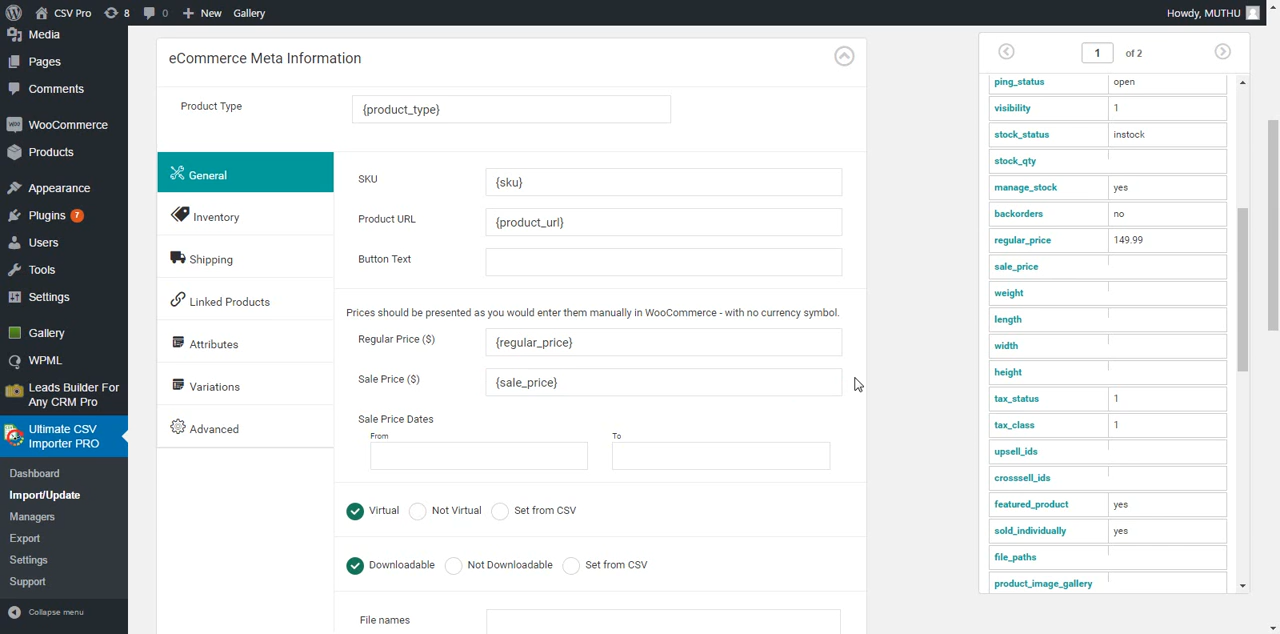 CSV Pro 8 0 New Gallery Howdy, MUTHU
Media
Pages
Comments
WooCommerce
Products
Appearance
Plugins 7
Users
Tools
Settings
Gallery
WPML
Leads Builder For
Any CRM Pro
Ultimate CSV
Importer PRO
Dashboard
Import/Update
Managers
Export
Settings
Support
Collapse menu
eCommerce Meta Information
Product Type {product_type}
General
Inventory
Shipping
Linked Products
Attributes
Variations
Advanced
SKU {sku}
Product URL {product_url}
Button Text
Prices should be presented as you would enter them manually in WooCommerce - with no currency symbol.
Regular Price ($) {regular_price}
Sale Price ($) {sale_price}
Sale Price Dates
From To
Virtual Not Virtual Set from CSV
Downloadable Not Downloadable Set from CSV
File names
1 of 2
ping_status open
visibility 1
stock_status instock
stock_qty
manage_stock yes
backorders no
regular_price 149.99
sale_price
weight
length
width
height
tax_status 1
tax_class 1
upsell_ids
crosssell_ids
featured_product yes
sold_individually yes
file_paths
product_image_gallery